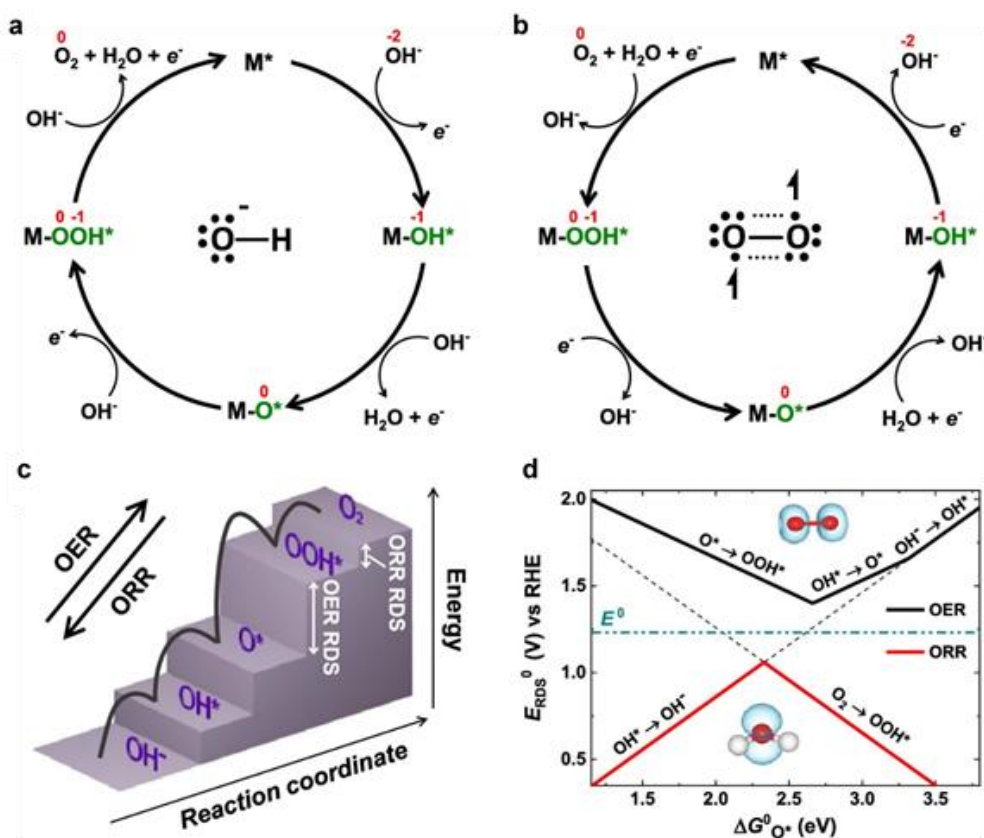 a
0
O2 + H2O + e-
M*
-2
OH-
OH-
e-
0 -1
M-OOH*
-
O—H
-1
M-OH*
e-
OH-
OH-
H2O + e-
0
M-O*
b
0
O2 + H2O + e-
M*
-2
OH-
OH-
e-
0 -1
M-OOH*
O—O
-1
M-OH*
e-
OH-
OH-
H2O + e-
0
M-O*
c
OER
ORR
O2
OOH*
O*
OH*
OH-
ORR RDS
OER RDS
Energy
Reaction coordinate
d
2.0
1.5
1.0
0.5
ERDS0 (V) vs RHE
O* → OOH*
OH* → O*
OH- → OH*
E0
OER
ORR
OH* → OH-
O2 → OOH*
1.5 2.0 2.5 3.0 3.5
ΔG0O* (eV)